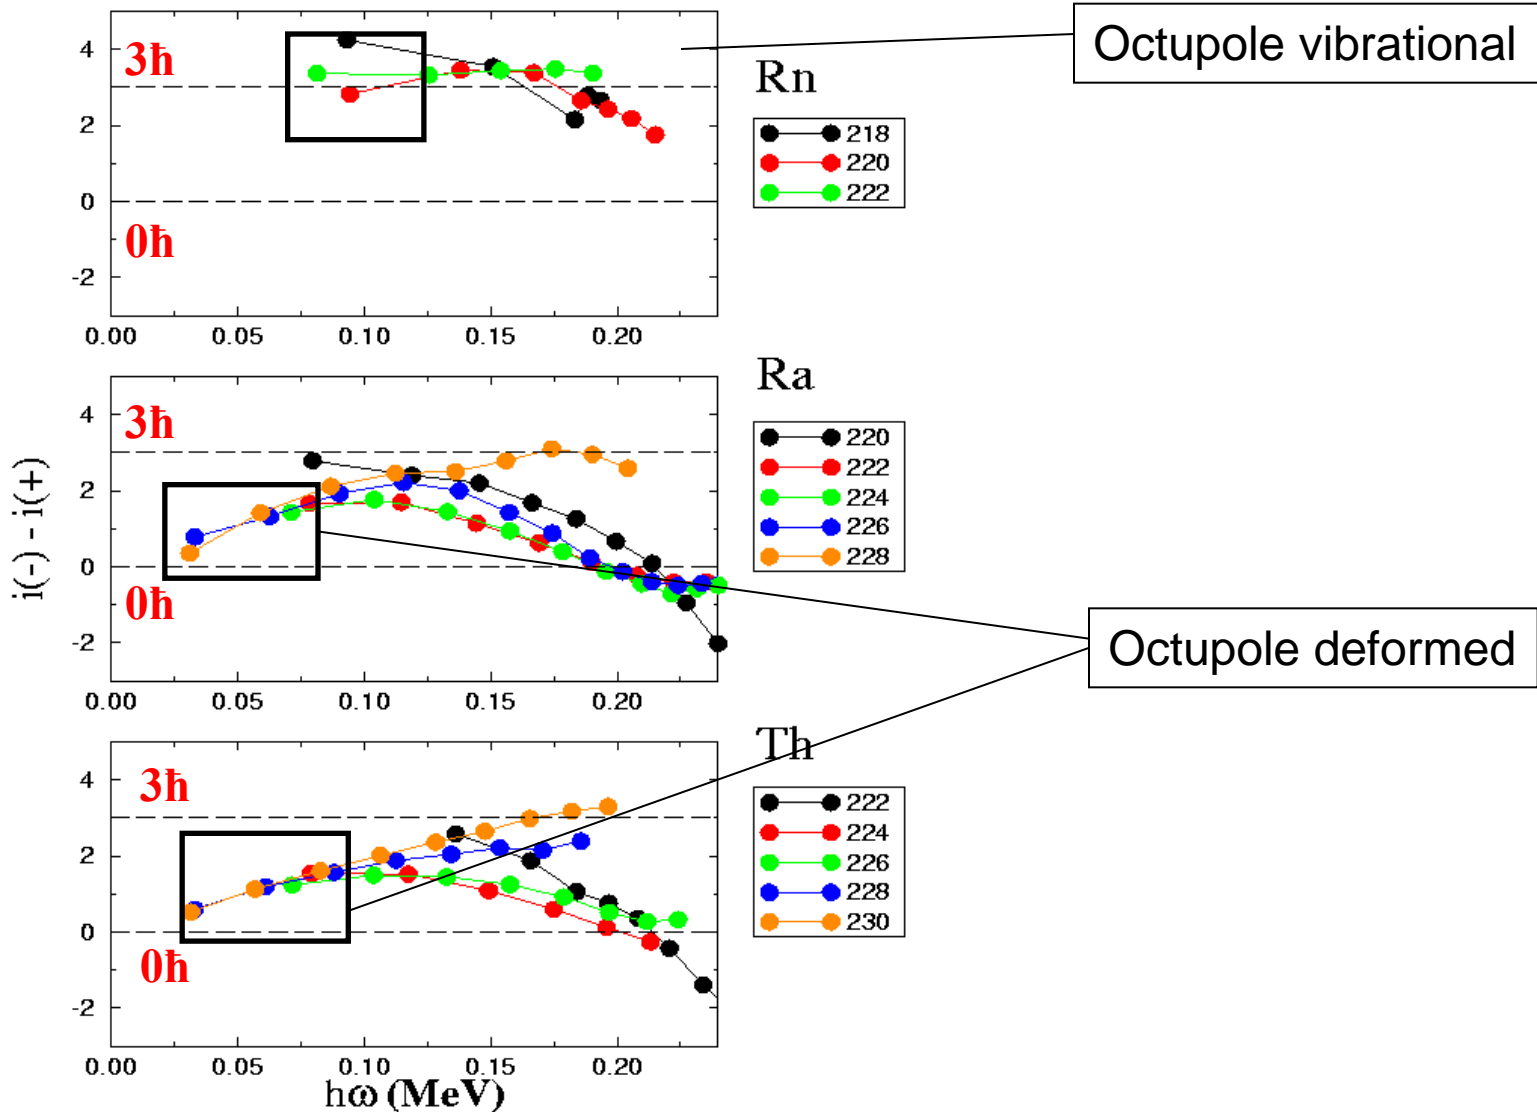 Octupole vibrational
4
3ħ
2
0
0ħ
-2
0.00 0.05 0.10 0.15 0.20
Rn
218
220
222
i(-) - i(+)
4
3ħ
2
0
0ħ
-2
0.00 0.05 0.10 0.15 0.20
Ra
220
222
224
226
228
Octupole deformed
4
3ħ
2
0
0ħ
-2
0.00 0.05 0.10 0.15 0.20
Th
222
224
226
228
230
hω (MeV)